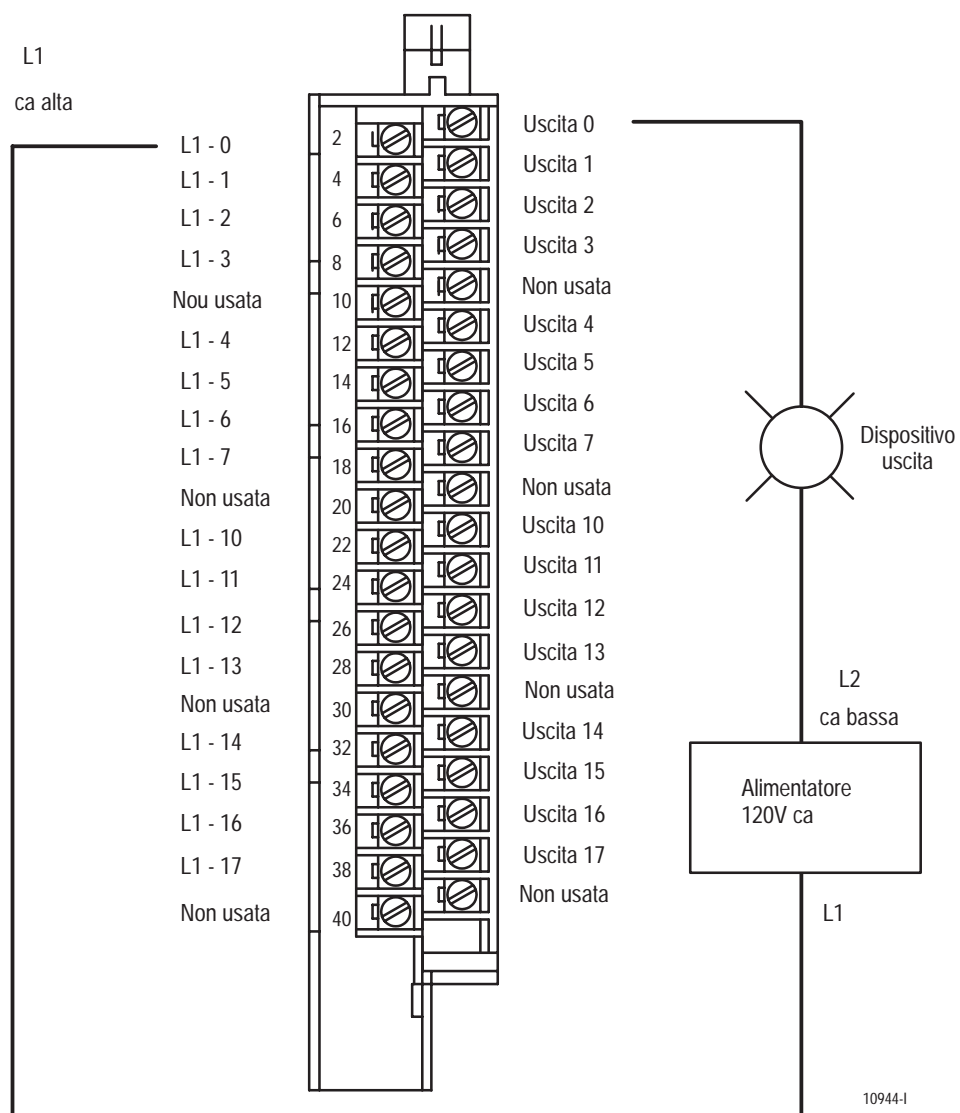 L1
ca alta
L1 - 0
L1 - 1
L1 - 2
L1 - 3
Nou usata
L1 - 4
L1 - 5
L1 - 6
L1 - 7
Non usata
L1 - 10
L1 - 11
L1 - 12
L1 - 13
Non usata
L1 - 14
L1 - 15
L1 - 16
L1 - 17
Non usata
2
4
6
8
10
12
14
16
18
20
22
24
26
28
30
32
34
36
38
40
Uscita 0
Uscita 1
Uscita 2
Uscita 3
Non usata
Uscita 4
Uscita 5
Uscita 6
Uscita 7
Non usata
Uscita 10
Uscita 11
Uscita 12
Uscita 13
Non usata
Uscita 14
Uscita 15
Uscita 16
Uscita 17
Non usata
Dispositivo
uscita
L2
ca bassa
Alimentatore
120V ca
L1
10944-I